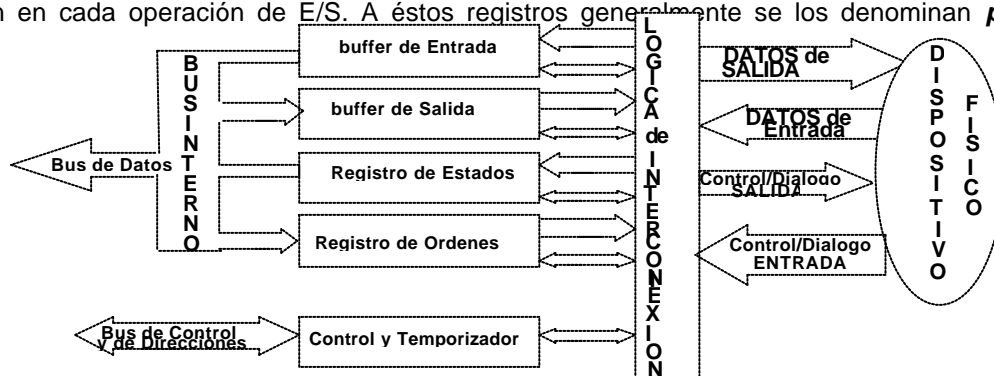 en cada operación de E/S. A éstos registros generalmente se los denominan
buffer de Entrada
buffer de Salida
Registro de Estados
Registro de Ordenes
Control y Temporizador
BUS INTERNO
Bus de Datos
Bus de Control
y de Direcciones
LOGICA de INTERCONEXION
DATOS de
SALIDA
DATOS de
Entrada
Control/Dialogo
SALIDA
Control/Dialogo
ENTRADA
DISPOSITIVO
FISICO